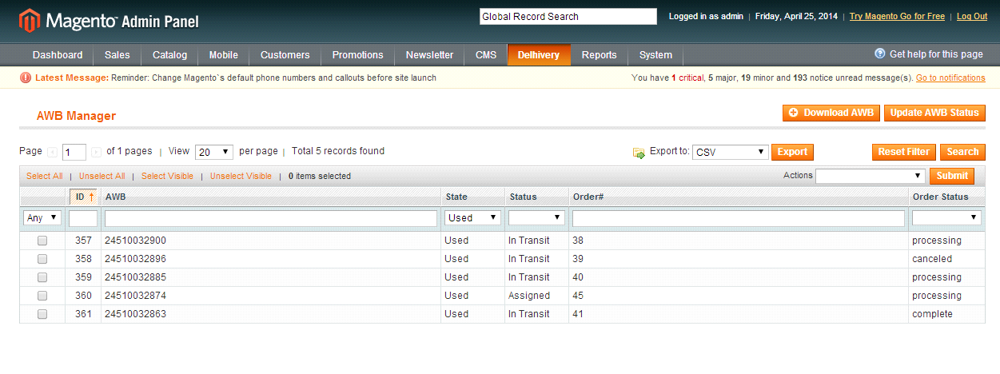 Magento™ Admin Panel Global Record Search Logged in as admin | Friday, April 25, 2014 | Try Magento Go for Free | Log Out
Dashboard Sales Catalog Mobile Customers Promotions Newsletter CMS Delhivery Reports System Get help for this page
Latest Message: Reminder: Change Magento`s default phone numbers and callouts before site launch You have 1 critical, 5 major, 19 minor and 193 notice unread message(s). Go to notifications
AWB Manager Download AWB Update AWB Status
Page 1 of 1 pages | View 20 per page | Total 5 records found Export to: CSV Export Reset Filter Search
Select All | Unselect All | Select Visible | Unselect Visible | 0 items selected Actions Submit
ID AWB State Status Order# Order Status
Any Used
357 24510032900 Used In Transit 38 processing
358 24510032896 Used In Transit 39 canceled
359 24510032885 Used In Transit 40 processing
360 24510032874 Used Assigned 45 processing
361 24510032863 Used In Transit 41 complete